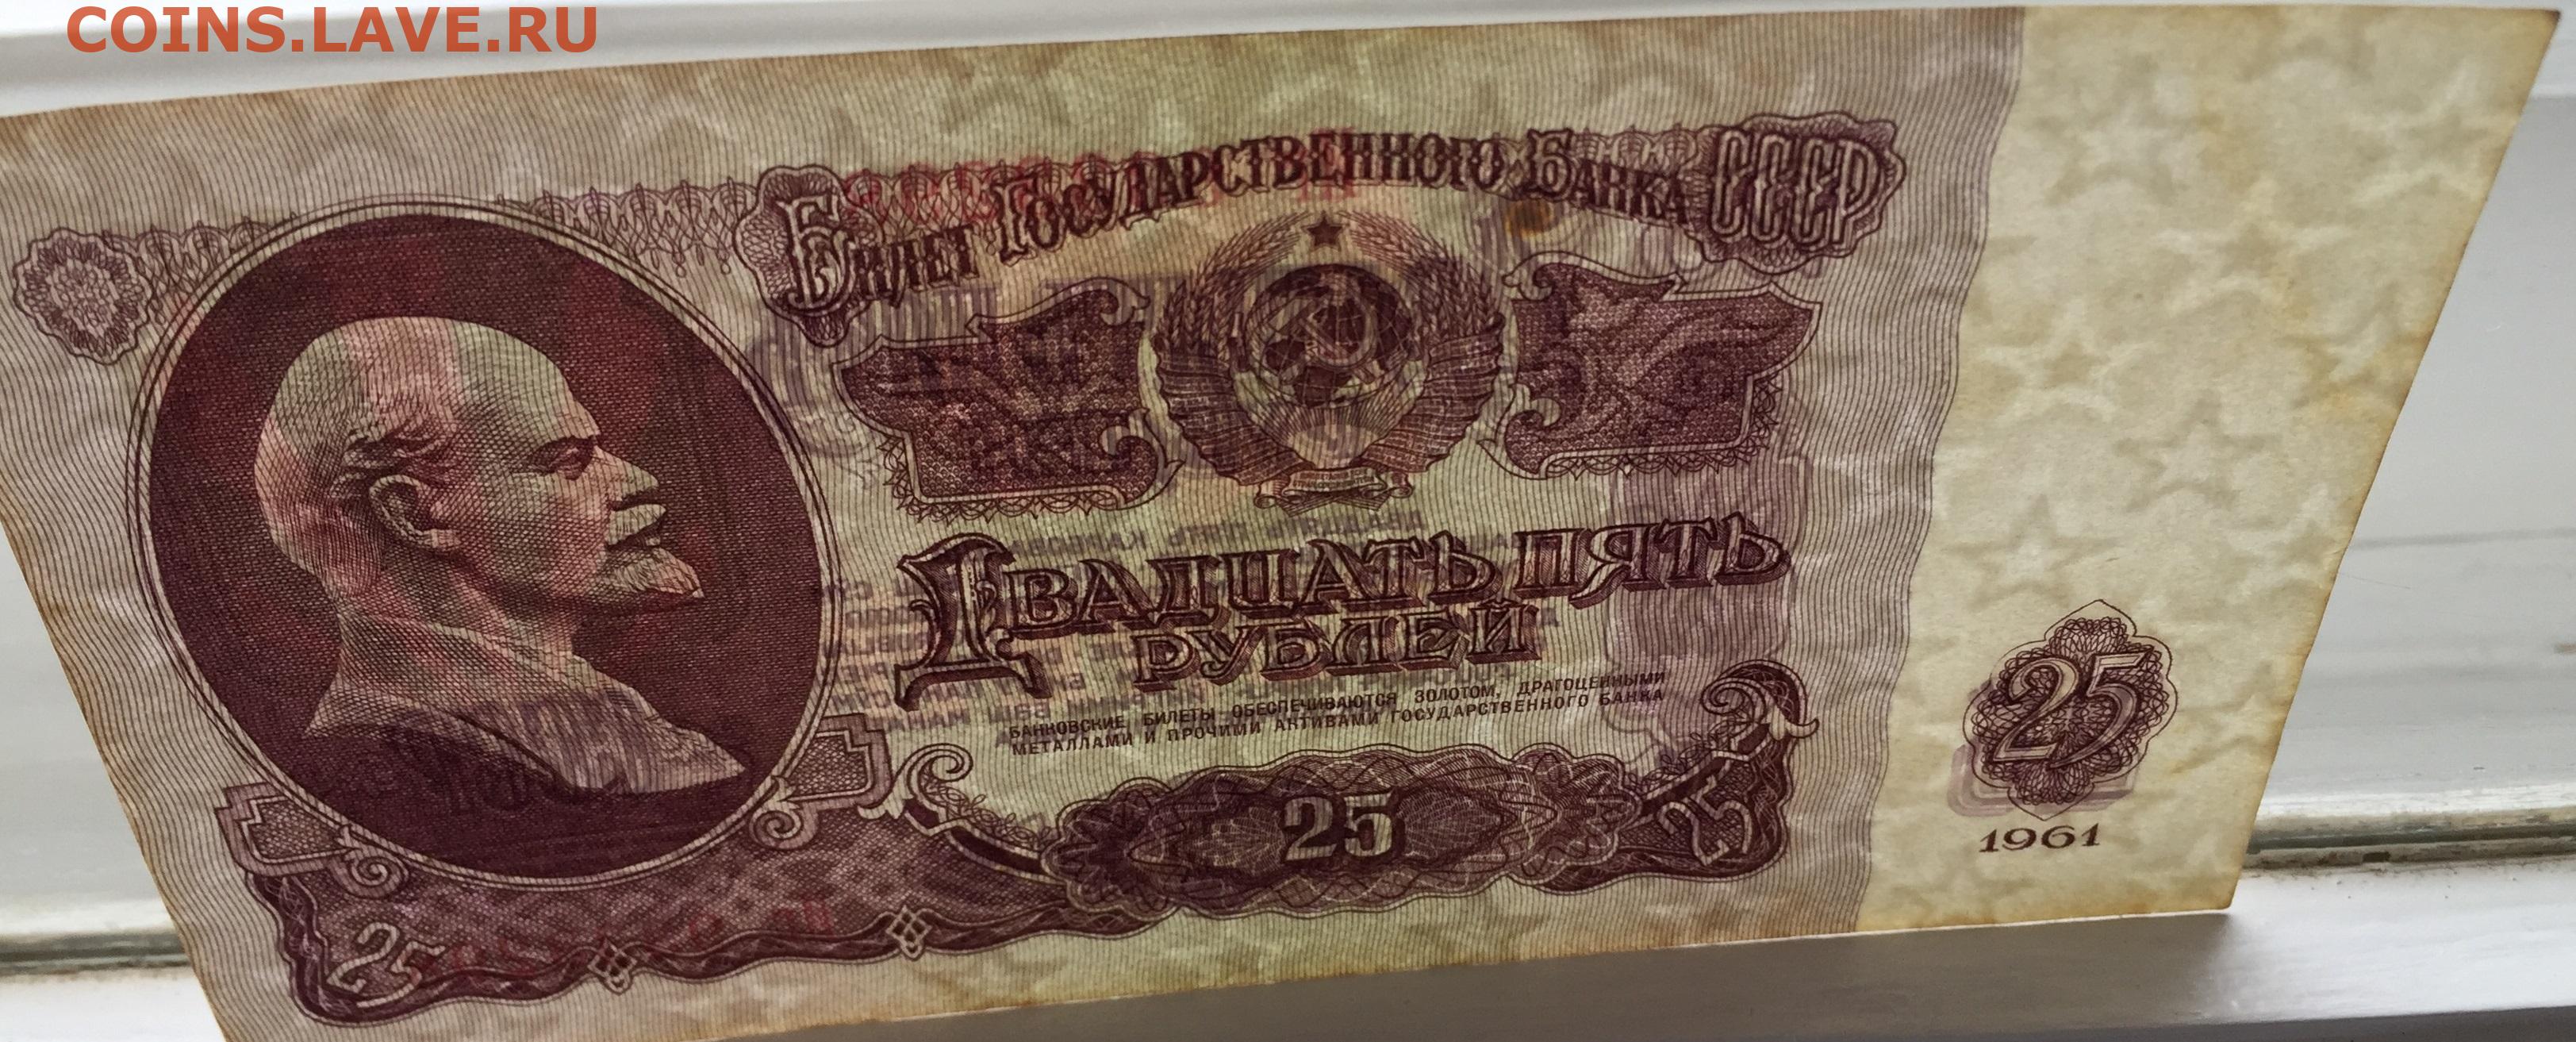 COINS.LAVE.RU
Билет Государственного Банка СССР
ДВАДЦАТЬ ПЯТЬ
РУБЛЕЙ
БАНКОВСКИЕ БИЛЕТЫ ОБЕСПЕЧИВАЮТСЯ ЗОЛОТОМ, ДРАГОЦЕННЫМИ
МЕТАЛЛАМИ И ПРОЧИМИ АКТИВАМИ ГОСУДАРСТВЕННОГО БАНКА
25
25
25
25
1961